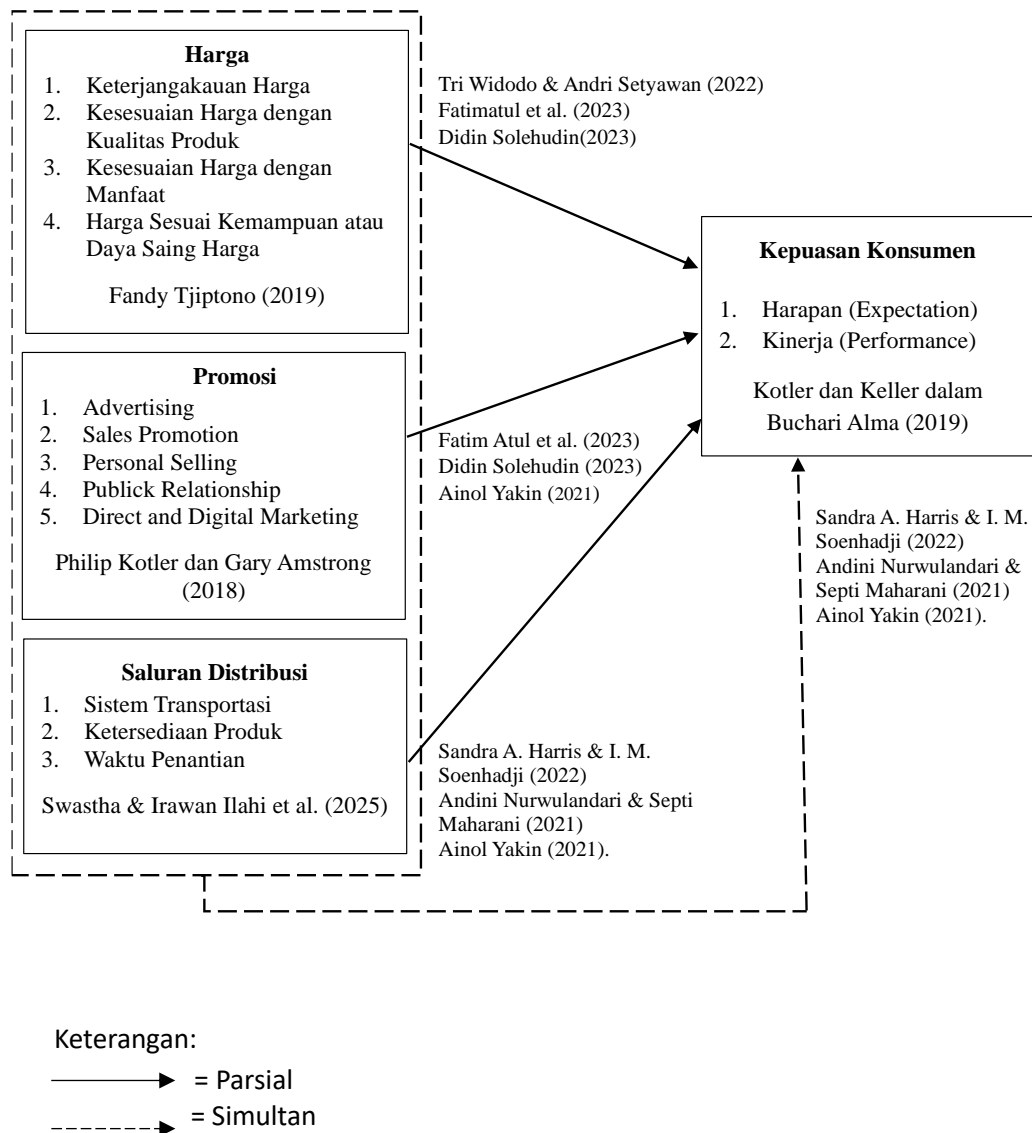 Harga
1. Keterjangakauan Harga
2. Kesesuaian Harga dengan
Kualitas Produk
3. Kesesuaian Harga dengan
Manfaat
4. Harga Sesuai Kemampuan atau
Daya Saing Harga
Fandy Tjiptono (2019)
Tri Widodo & Andri Setyawan (2022)
Fatimatul et al. (2023)
Didin Solehudin(2023)
Promosi
1. Advertising
2. Sales Promotion
3. Personal Selling
4. Publick Relationship
5. Direct and Digital Marketing
Philip Kotler dan Gary Amstrong
(2018)
Fatim Atul et al. (2023)
Didin Solehudin (2023)
Ainol Yakin (2021)
Saluran Distribusi
1. Sistem Transportasi
2. Ketersediaan Produk
3. Waktu Penantian
Swastha & Irawan Ilahi et al. (2025)
Sandra A. Harris & I. M.
Soenhadji (2022)
Andini Nurwulandari & Septi
Maharani (2021)
Ainol Yakin (2021).
Kepuasan Konsumen
1. Harapan (Expectation)
2. Kinerja (Performance)
Kotler dan Keller dalam
Buchari Alma (2019)
Sandra A. Harris & I. M.
Soenhadji (2022)
Andini Nurwulandari &
Septi Maharani (2021)
Ainol Yakin (2021).
Keterangan:
= Parsial
= Simultan